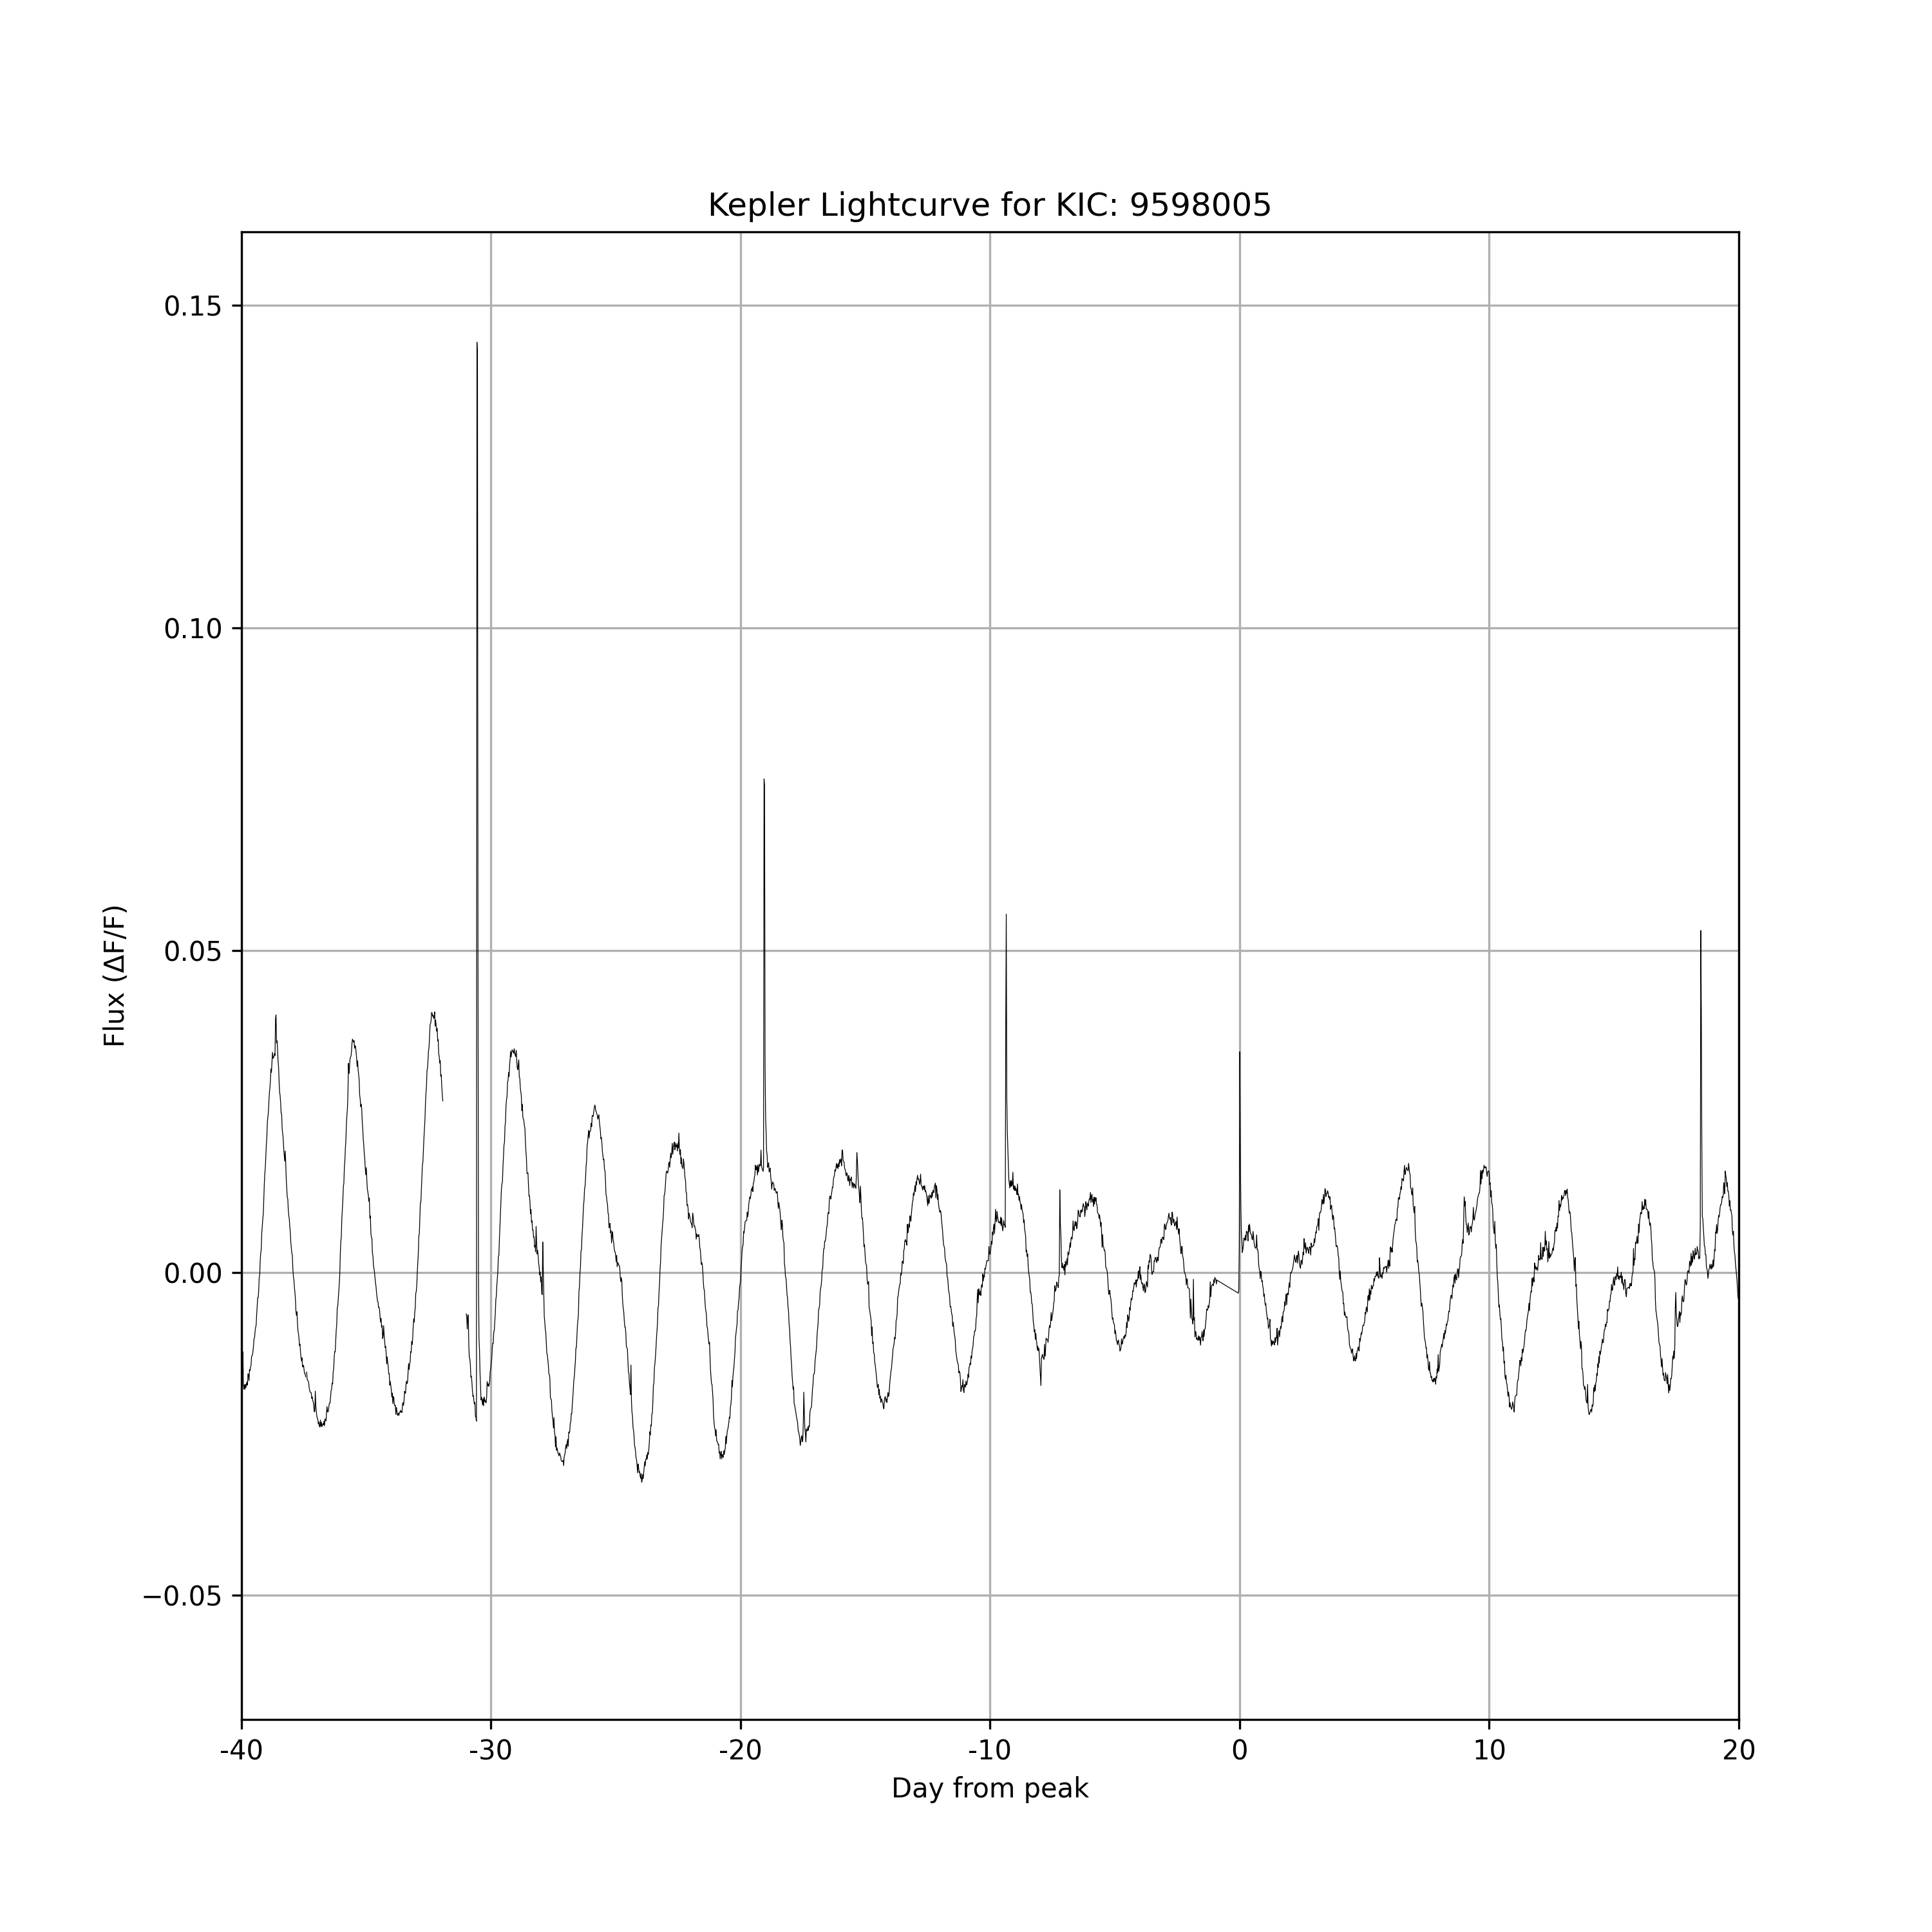 Kepler Lightcurve for KIC: 9598005
0.15
0.10
0.05
0.00
−0.05
Flux (ΔF/F)
-40 -30 -20 -10 0 10 20
Day from peak